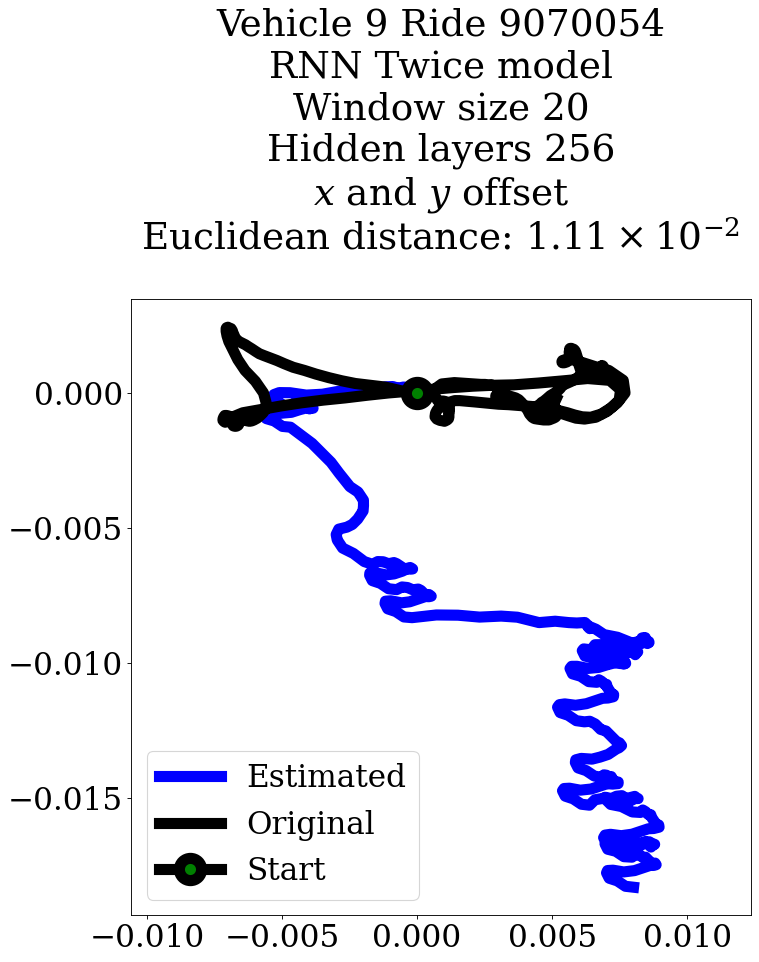 Vehicle 9 Ride 9070054
RNN Twice model
Window size 20
Hidden layers 256
x and y offset
Euclidean distance: 1.11 × 10⁻²
0.000
−0.005
−0.010
−0.015
Estimated
Original
Start
−0.010 −0.005 0.000 0.005 0.010